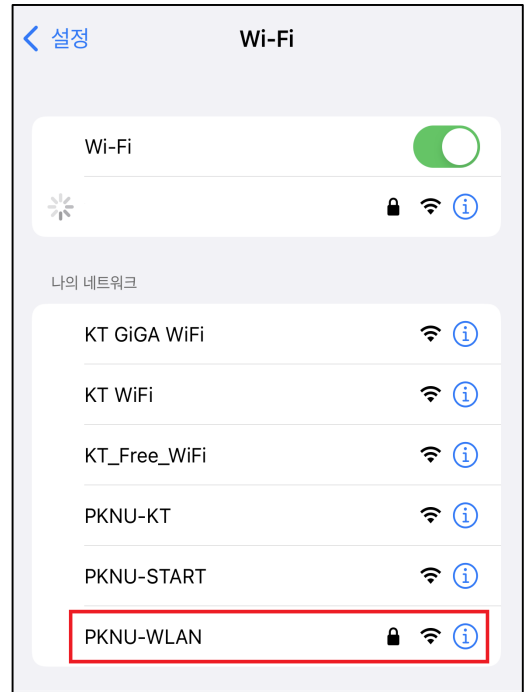 설정
Wi-Fi
Wi-Fi
나의 네트워크
KT GiGA WiFi
KT WiFi
KT_Free_WiFi
PKNU-KT
PKNU-START
PKNU-WLAN